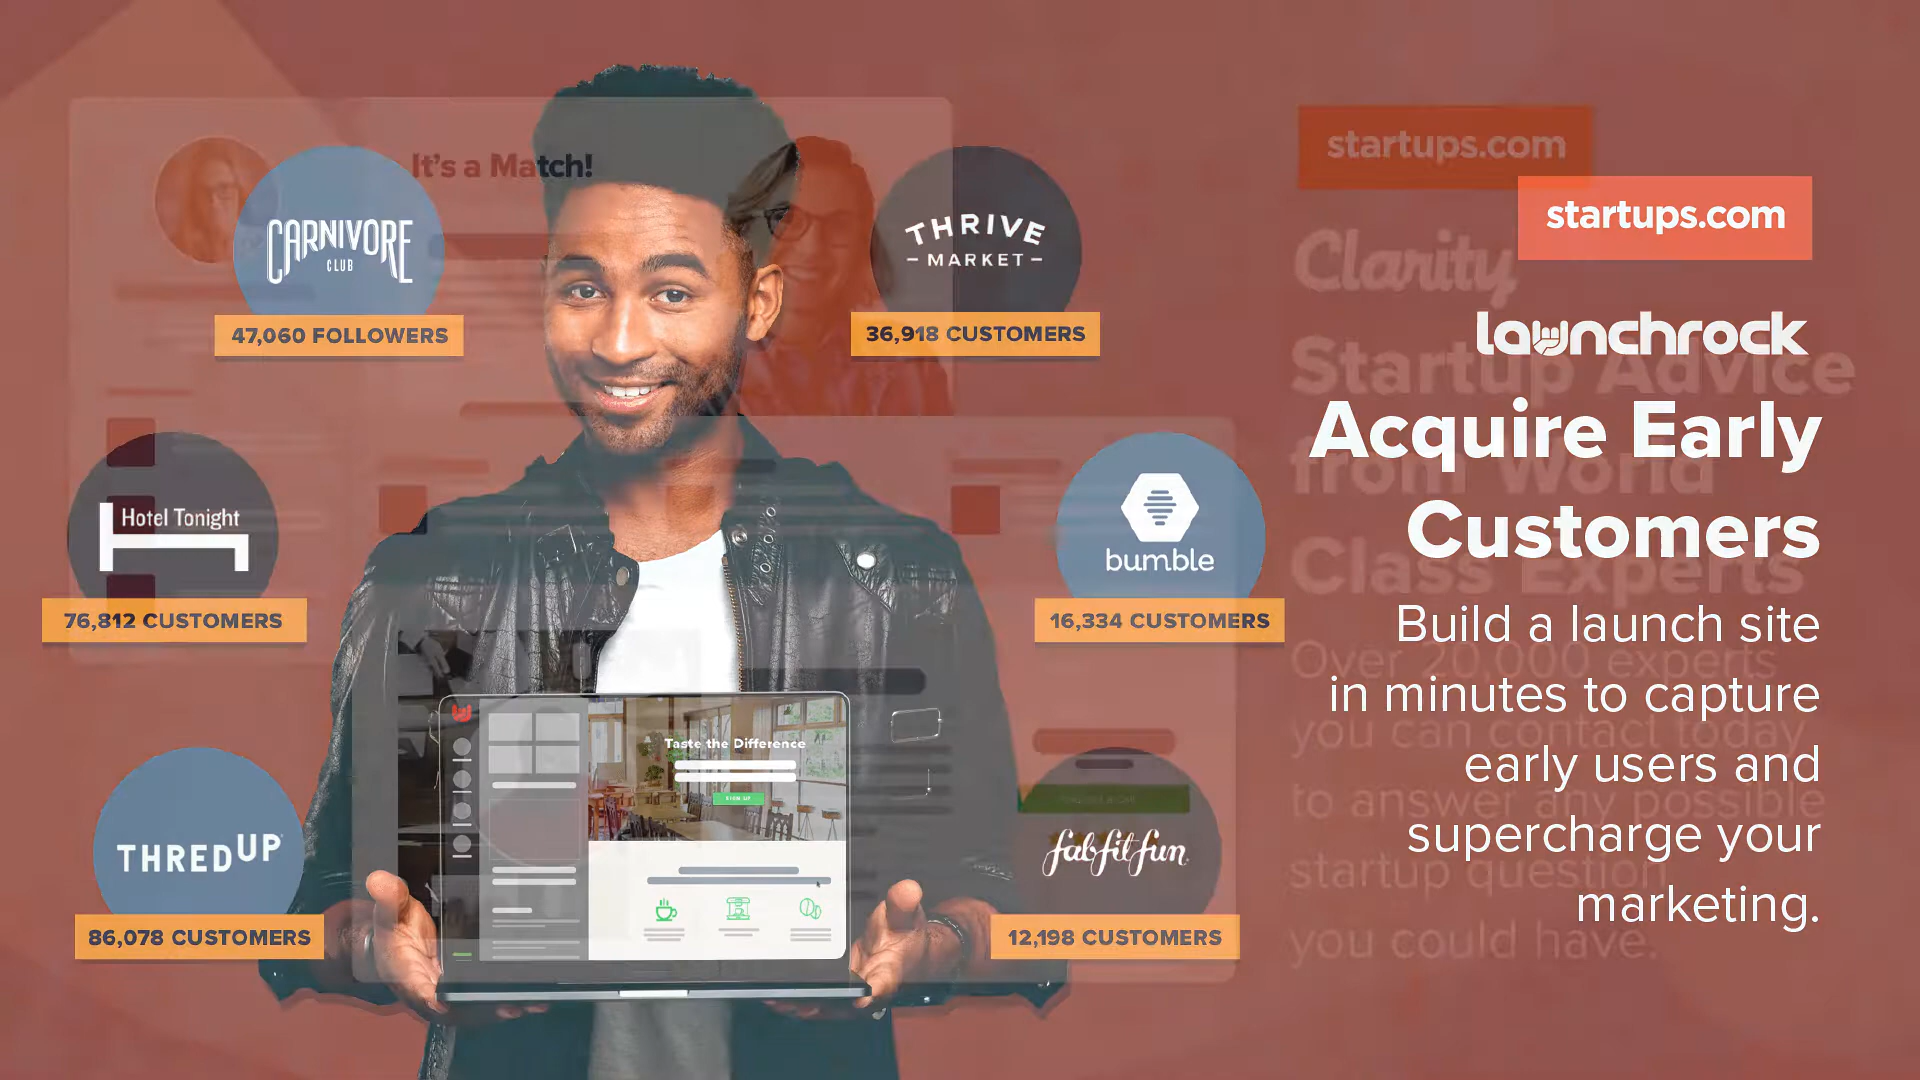 It's a Match!
CARNIVORE
CLUB
47,060 FOLLOWERS
THRIVE
MARKET
36,918 CUSTOMERS
Hotel Tonight
76,812 CUSTOMERS
bumble
16,334 CUSTOMERS
THREDUP
86,078 CUSTOMERS
fabfitfun
12,198 CUSTOMERS
Taste the Difference
SIGN UP
startups.com
launchrock
Acquire Early
Customers
Build a launch site
in minutes to capture
early users and
supercharge your
marketing.
startups.com
Clarity
Startup Advice
from World
Class Experts
Over 20,000 experts
you can contact today
to answer any possible
startup question
you could have.